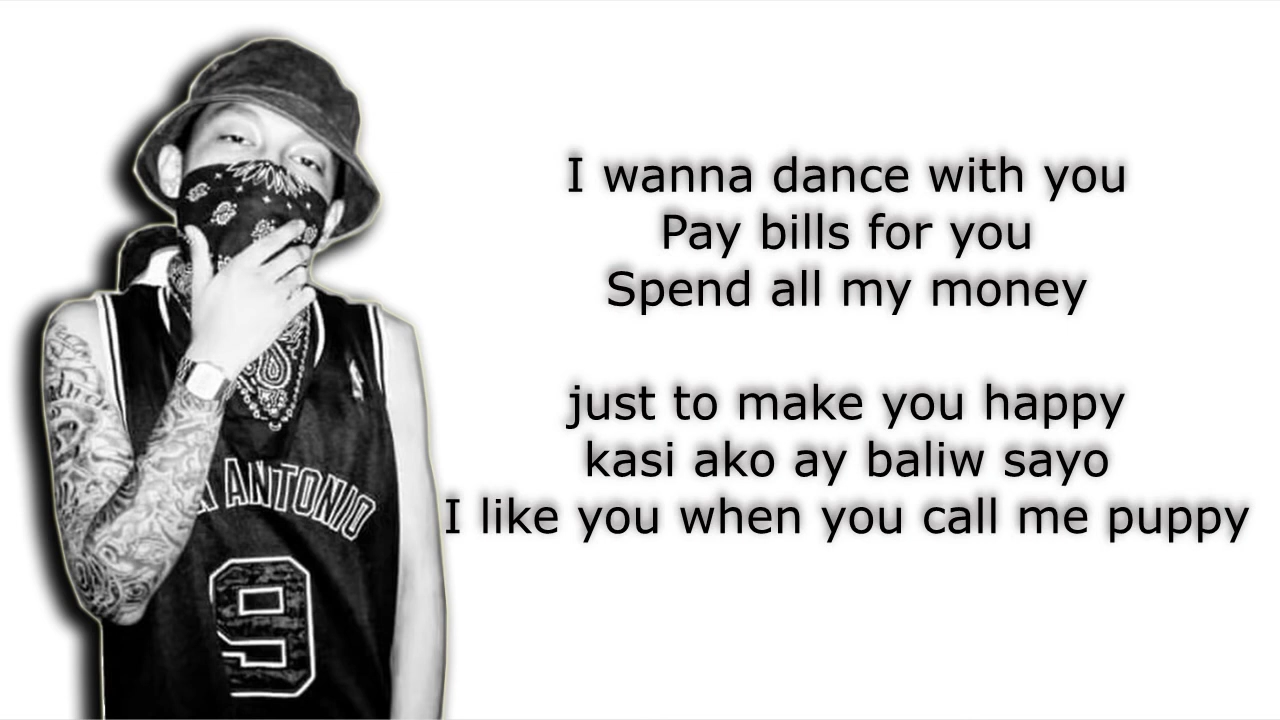 I wanna dance with you
Pay bills for you
Spend all my money
just to make you happy
kasi ako ay baliw sayo
I like you when you call me puppy
ANTONIO
9